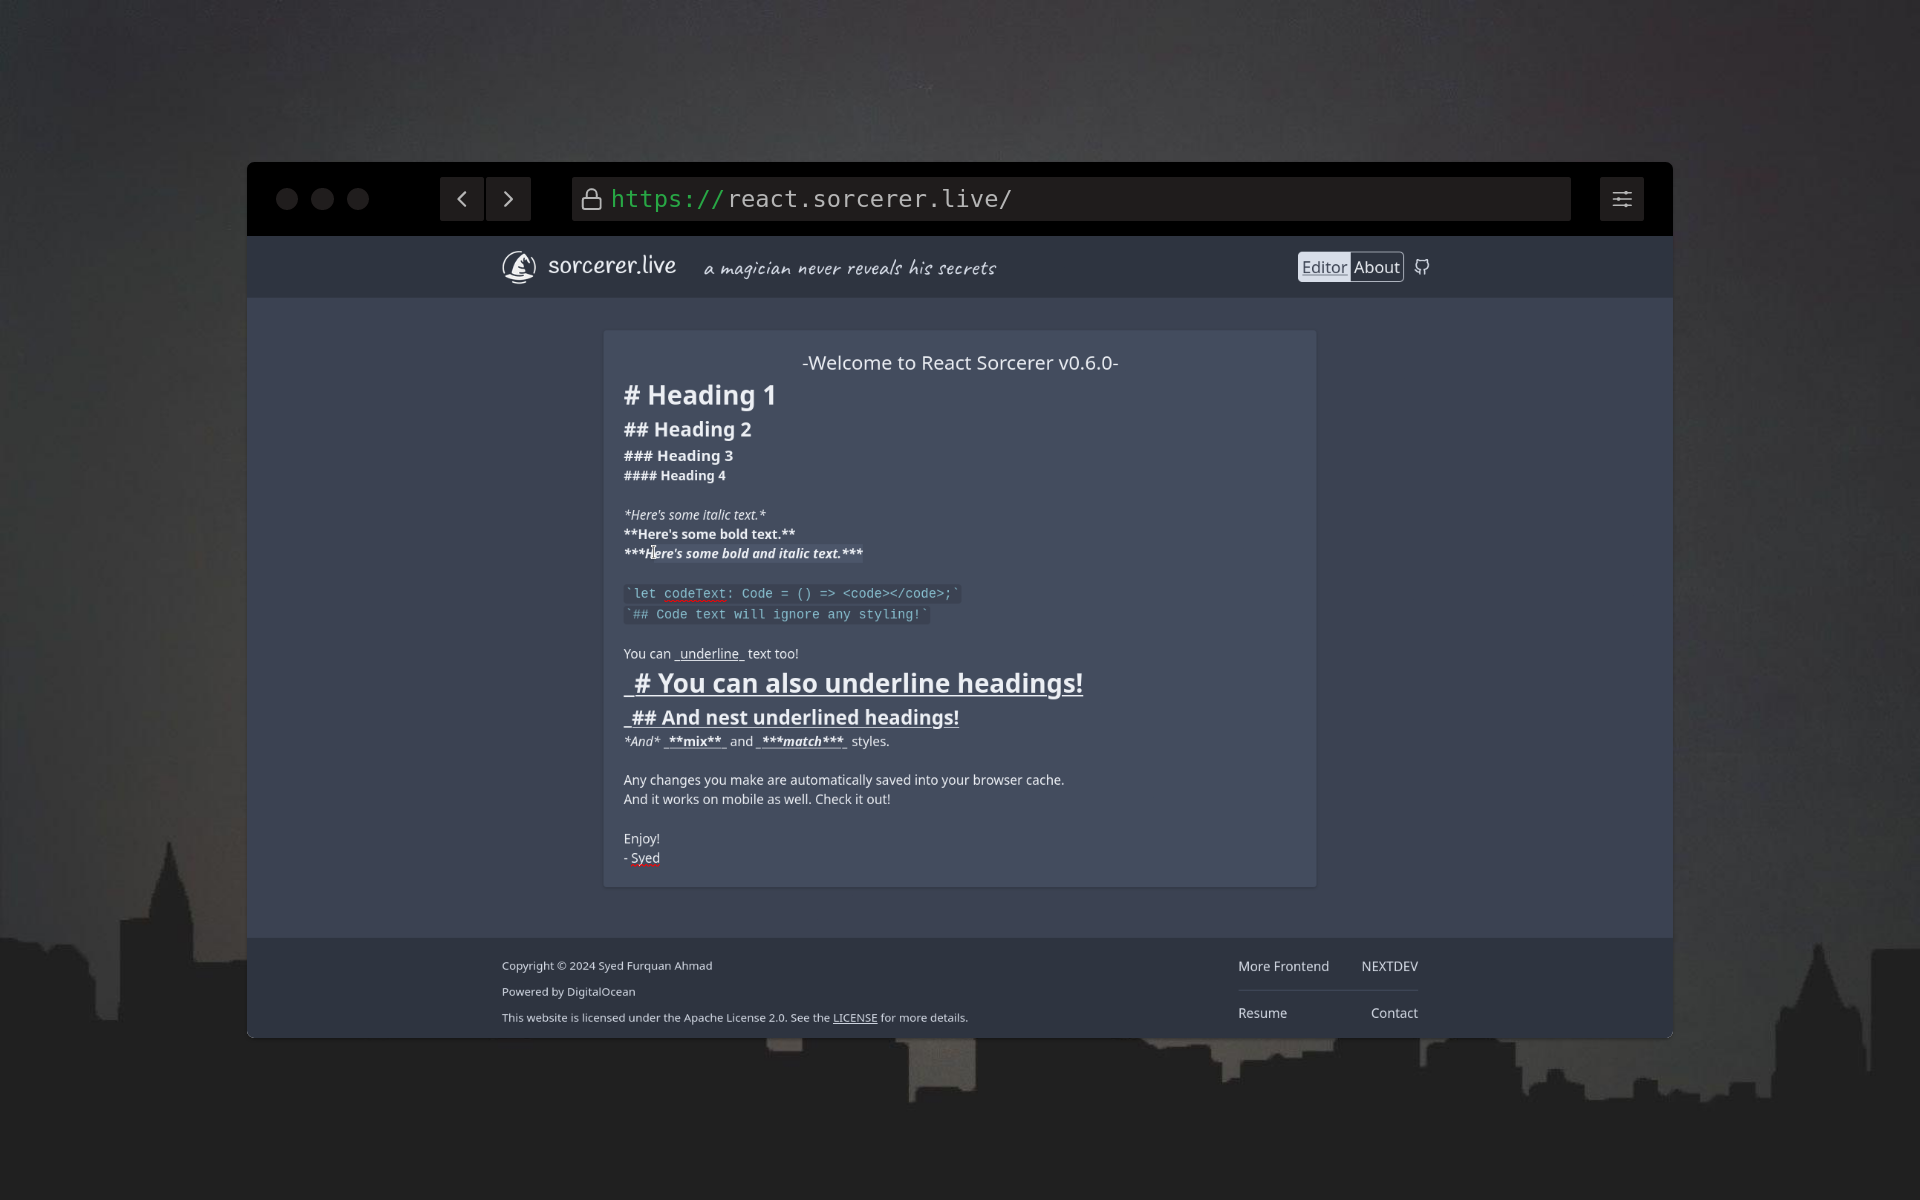 https://react.sorcerer.live/
sorcerer.live a magician never reveals his secrets Editor About
-Welcome to React Sorcerer v0.6.0-
# Heading 1
## Heading 2
### Heading 3
#### Heading 4
*Here's some italic text.*
**Here's some bold text.**
***Here's some bold and italic text.***
`let codeText: Code = () => <code></code>;`
`## Code text will ignore any styling!`
You can _underline_ text too!
_# You can also underline headings!
_## And nest underlined headings!
*And* _**mix**_ and _***match***_ styles.
Any changes you make are automatically saved into your browser cache.
And it works on mobile as well. Check it out!
Enjoy!
- Syed
Copyright © 2024 Syed Furquan Ahmad
Powered by DigitalOcean
This website is licensed under the Apache License 2.0. See the LICENSE for more details.
More Frontend NEXTDEV
Resume Contact